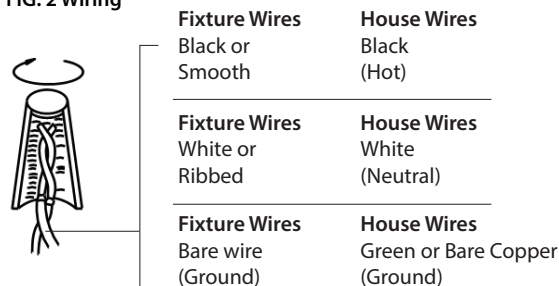 FIG. 2 Wiring
Fixture Wires House Wires
Black or Black
Smooth (Hot)
Fixture Wires House Wires
White or White
Ribbed (Neutral)
Fixture Wires House Wires
Bare wire Green or Bare Copper
(Ground) (Ground)